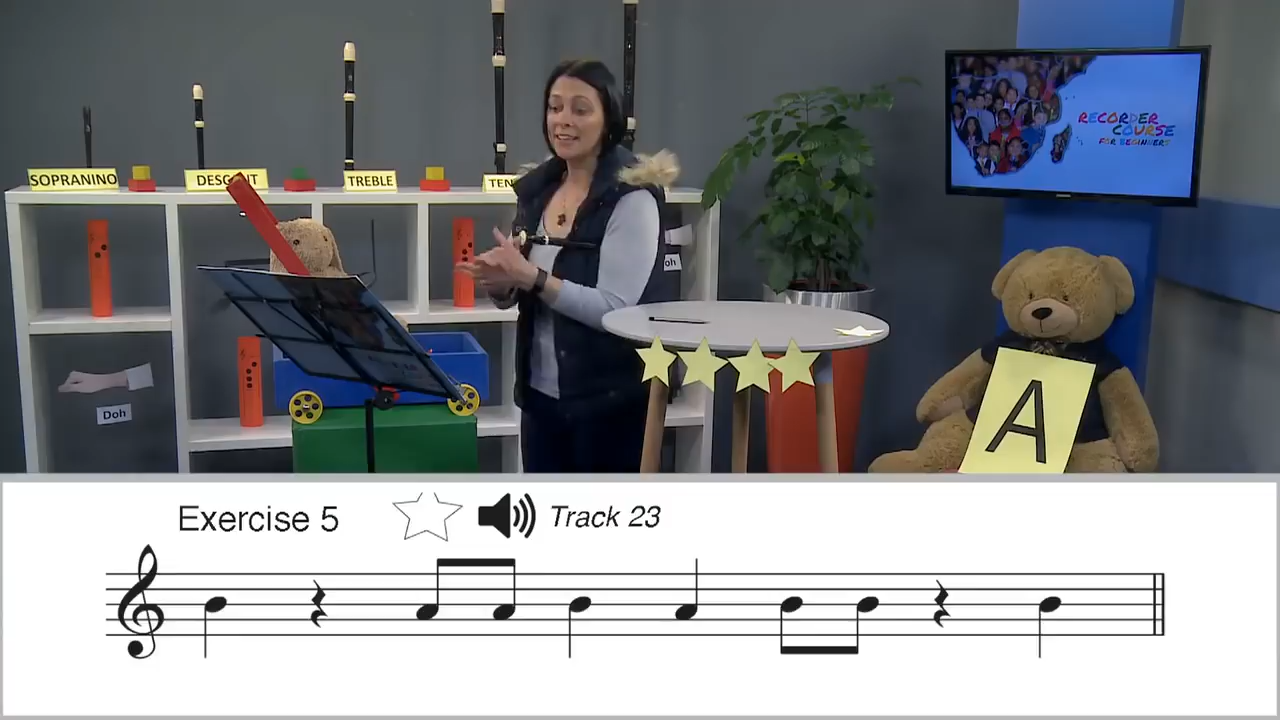 RECORDER
COURSE
FOR BEGINNERS
SOPRANINO
TREBLE
Doh
A
Exercise 5
Track 23